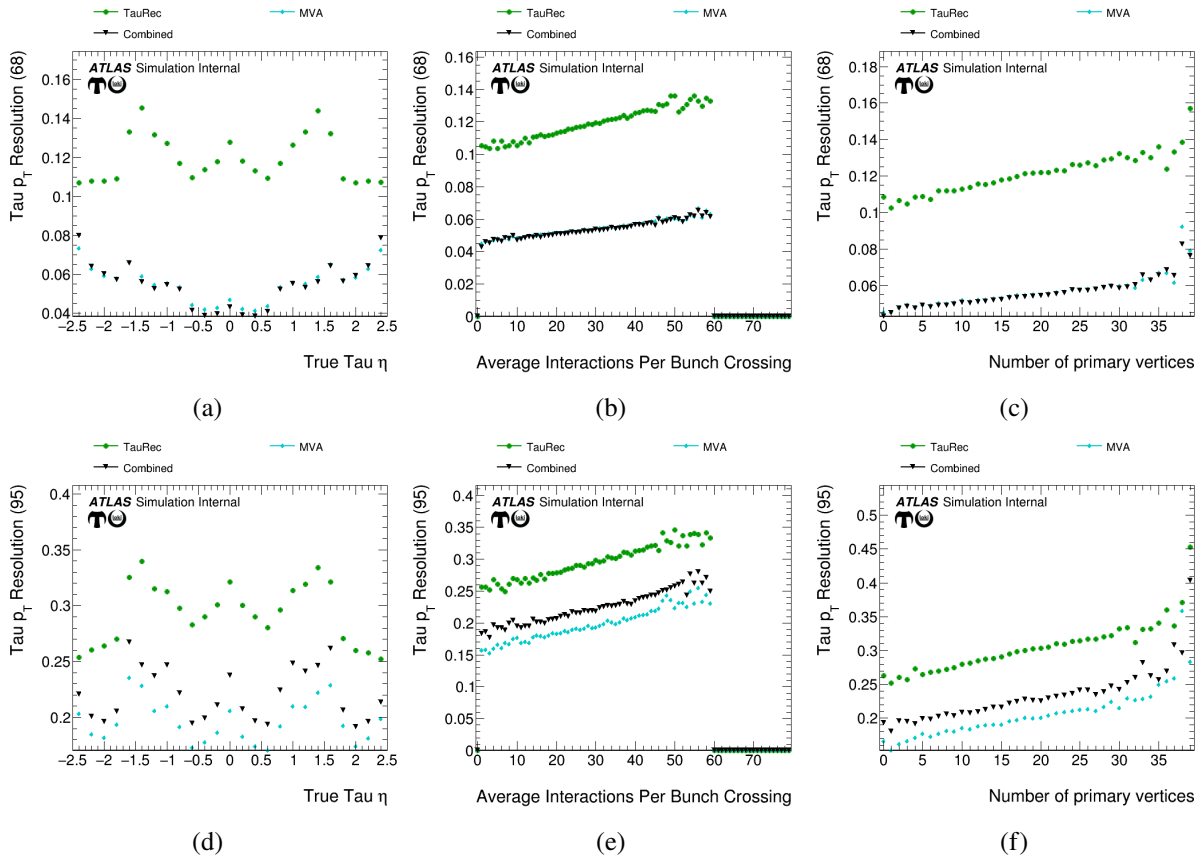 TauRec MVA
Combined
ATLAS Simulation Internal
Tau pT Resolution (68)
0.16
0.14
0.12
0.1
0.08
0.06
0.04
−2.5 −2 −1.5 −1 −0.5 0 0.5 1 1.5 2 2.5
True Tau η
(a)
TauRec MVA
Combined
ATLAS Simulation Internal
Tau pT Resolution (68)
0.16
0.14
0.12
0.1
0.08
0.06
0.04
0.02
0
0 10 20 30 40 50 60 70
Average Interactions Per Bunch Crossing
(b)
TauRec MVA
Combined
ATLAS Simulation Internal
Tau pT Resolution (68)
0.18
0.16
0.14
0.12
0.1
0.08
0.06
0 5 10 15 20 25 30 35
Number of primary vertices
(c)
TauRec MVA
Combined
ATLAS Simulation Internal
Tau pT Resolution (95)
0.4
0.35
0.3
0.25
0.2
−2.5 −2 −1.5 −1 −0.5 0 0.5 1 1.5 2 2.5
True Tau η
(d)
TauRec MVA
Combined
ATLAS Simulation Internal
Tau pT Resolution (95)
0.4
0.35
0.3
0.25
0.2
0.15
0.1
0.05
0
0 10 20 30 40 50 60 70
Average Interactions Per Bunch Crossing
(e)
TauRec MVA
Combined
ATLAS Simulation Internal
Tau pT Resolution (95)
0.5
0.45
0.4
0.35
0.3
0.25
0.2
0 5 10 15 20 25 30 35
Number of primary vertices
(f)